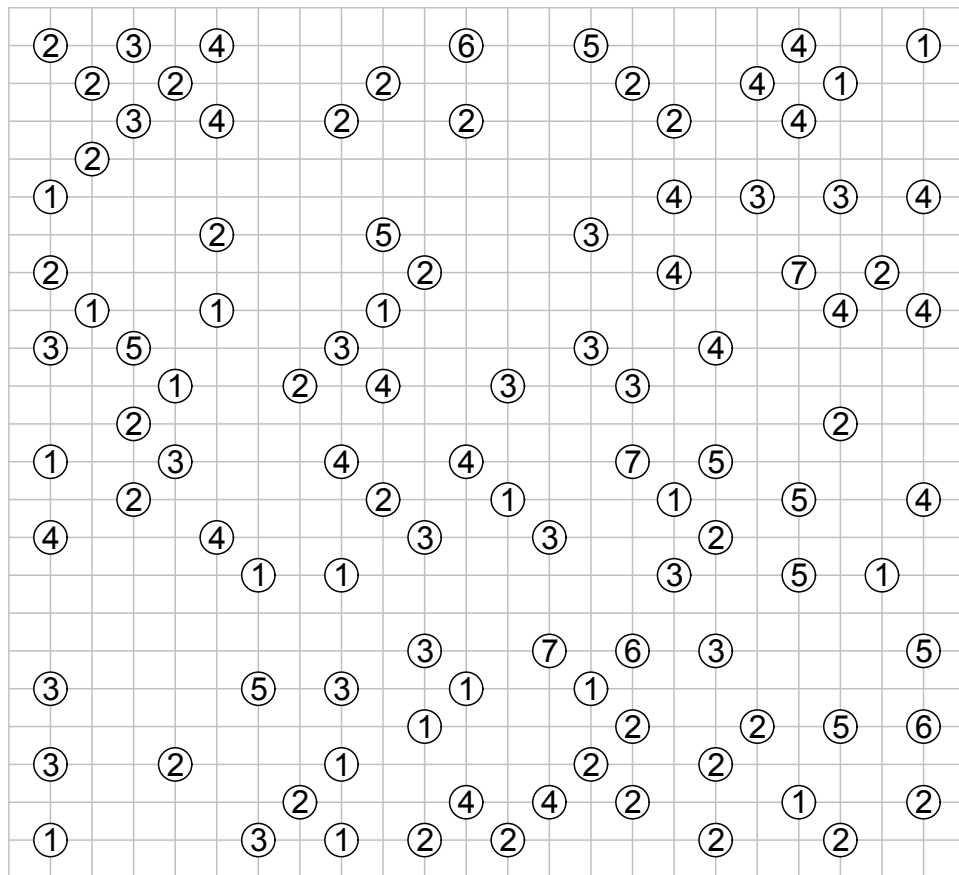 2 3 4 6 5 4 1
2 2 2 2 4 1
3 4 2 2 2 4
2
1 4 3 3 4
2 5 3
2 2 4 7 2
1 1 1 4 4
3 5 3 3 4
1 2 4 3 3
2 2
1 3 4 4 7 5
2 2 1 1 5 4
4 4 3 3 2
1 1 3 5 1
3 7 6 3 5
3 5 3 1 1
1 2 2 5 6
3 2 1 2 2
2 4 4 2 1 2
1 3 1 2 2 2 2